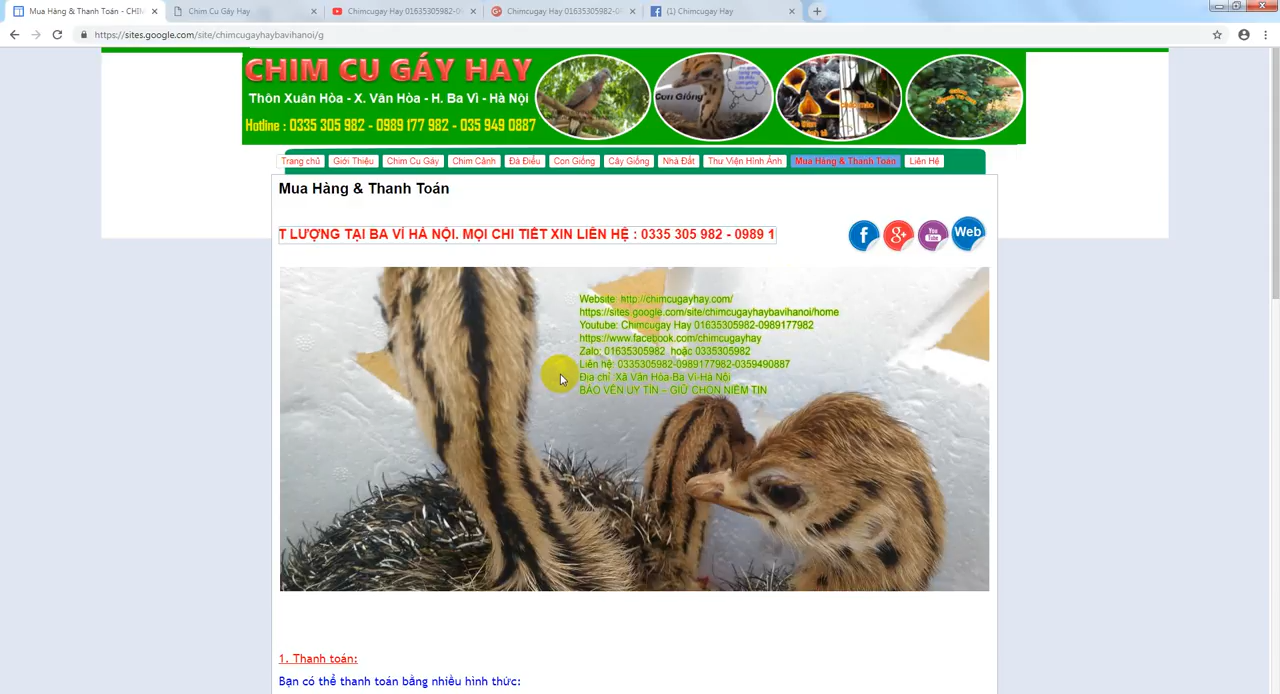 Mua Hàng & Thanh Toán - CHIM
Chim Cu Gáy Hay
Chimcugay Hay 01635305982-09
Chimcugay Hay 01635305982-0
(1) Chimcugay Hay
https://sites.google.com/site/chimcugayhaybavihanoi/g
CHIM CU GÁY HAY
Thôn Xuân Hòa - X. Vân Hòa - H. Ba Vì - Hà Nội
Hotline : 0335 305 982 - 0989 177 982 - 035 949 0887
Con Giống
Trang chủ
Giới Thiệu
Chim Cu Gáy
Chim Cảnh
Đà Điểu
Con Giống
Cây Giống
Nhà Đất
Thư Viện Hình Ảnh
Mua Hàng & Thanh Toán
Liên Hệ
Mua Hàng & Thanh Toán
T LƯỢNG TẠI BA VÌ HÀ NỘI. MỌI CHI TIẾT XIN LIÊN HỆ : 0335 305 982 - 0989 1
f
g+
You Tube
Web
Website: http://chimcugayhay.com/
https://sites.google.com/site/chimcugayhaybavihanoi/home
Youtube: Chimcugay Hay 01635305982-0989177982
https://www.facebook.com/chimcugayhay
Zalo: 01635305982 hoặc 0335305982
Liên hệ: 0335305982-0989177982-0359490887
Địa chỉ: Xã Vân Hòa-Ba Vì-Hà Nội
BẢO VỆN UY TÍN – GIỮ CHỌN NIỀM TIN
1. Thanh toán:
Bạn có thể thanh toán bằng nhiều hình thức: